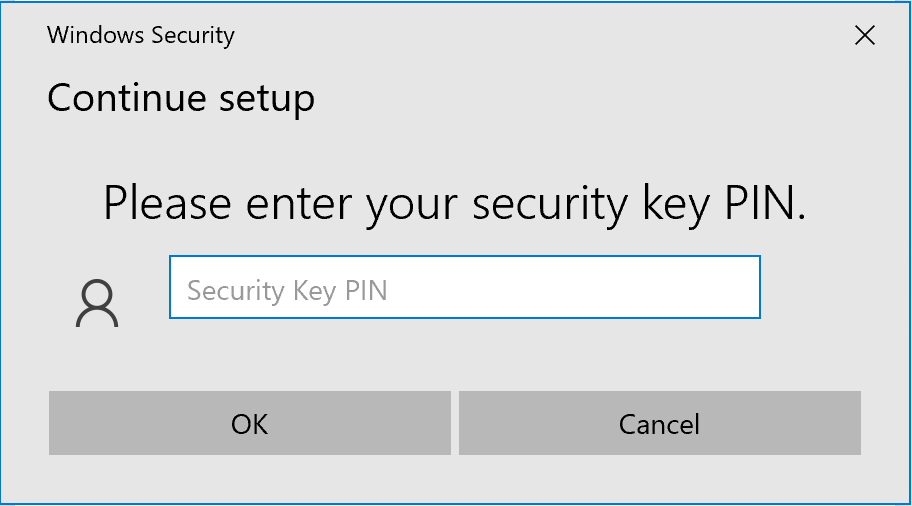 Windows Security
Continue setup
Please enter your security key PIN.
Security Key PIN
OK
Cancel